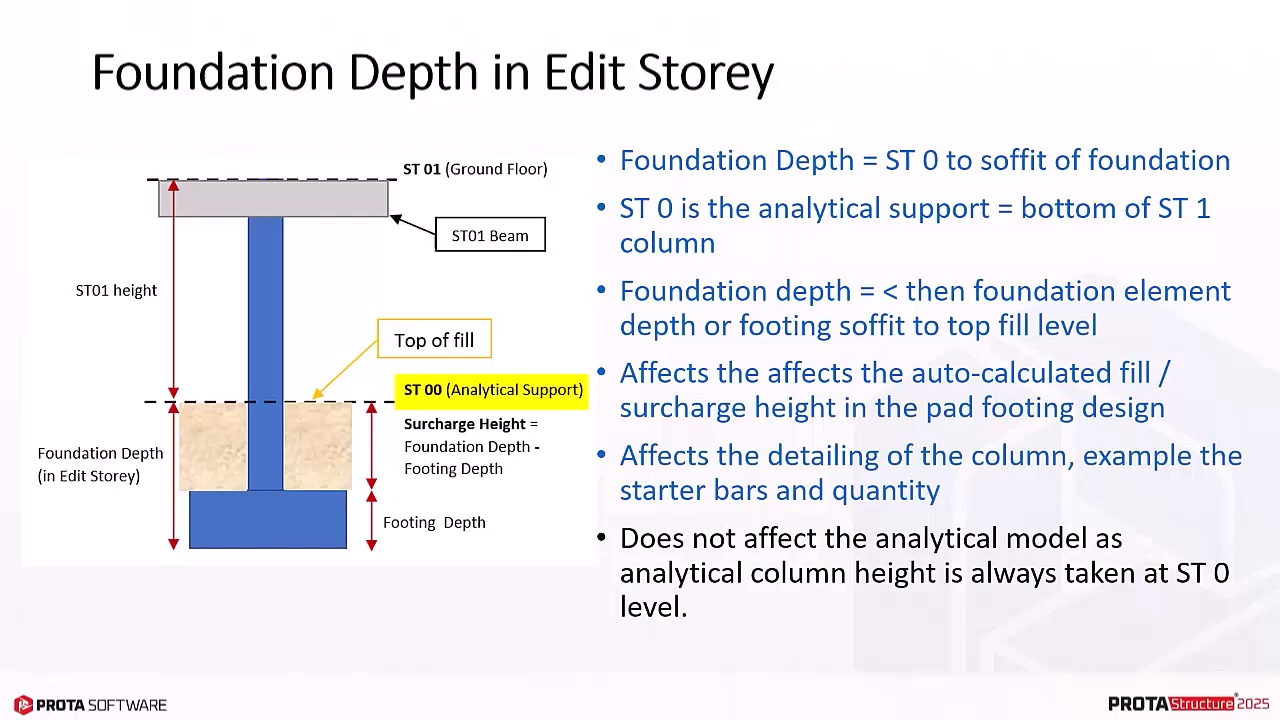 Foundation Depth in Edit Storey
ST 01 (Ground Floor)
ST01 Beam
ST01 height
Top of fill
ST 00 (Analytical Support)
Surcharge Height =
Foundation Depth -
Footing Depth
Foundation Depth
(in Edit Storey)
Footing Depth
• Foundation Depth = ST 0 to soffit of foundation
• ST 0 is the analytical support = bottom of ST 1
column
• Foundation depth = < then foundation element
depth or footing soffit to top fill level
• Affects the affects the auto-calculated fill /
surcharge height in the pad footing design
• Affects the detailing of the column, example the
starter bars and quantity
• Does not affect the analytical model as
analytical column height is always taken at ST 0
level.
PROTA SOFTWARE
PROTAStructure® 2025